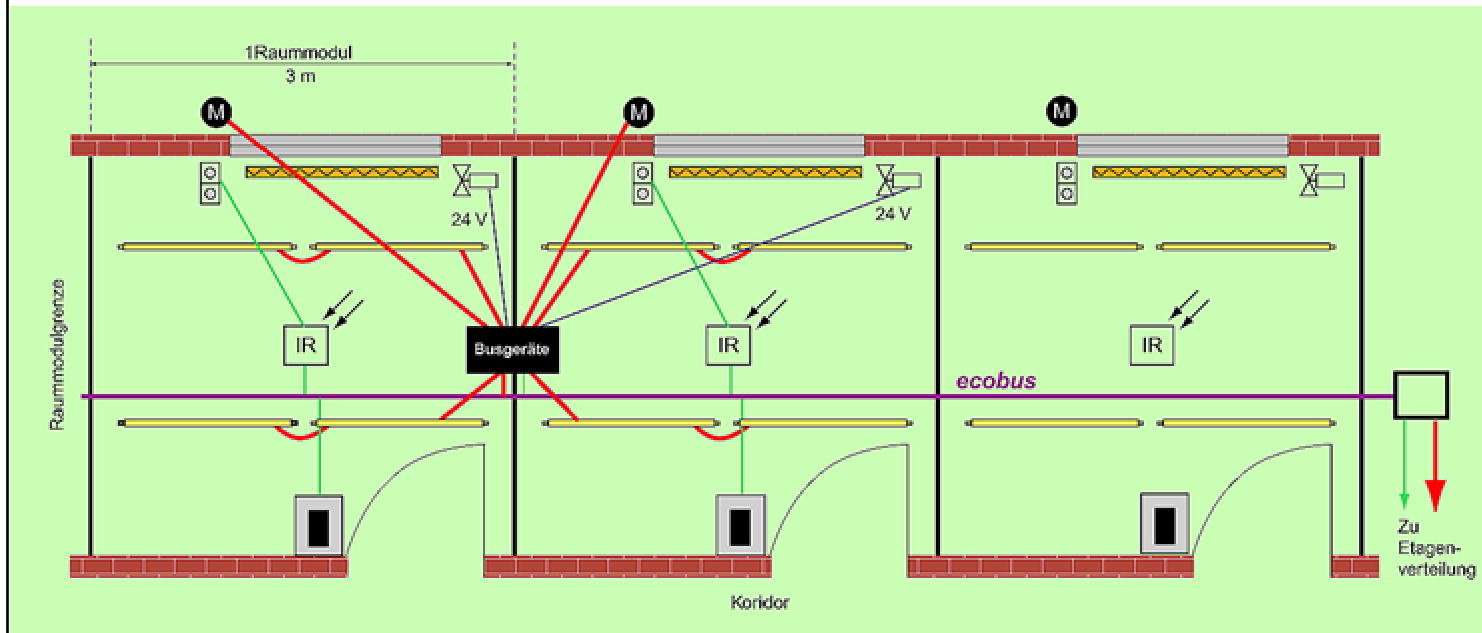 1Raummodul
3 m
M
M
M
24 V
24 V
Raummodulgrenze
IR
Busgeräte
IR
IR
ecobus
Zu
Etagen-
verteilung
Koridor